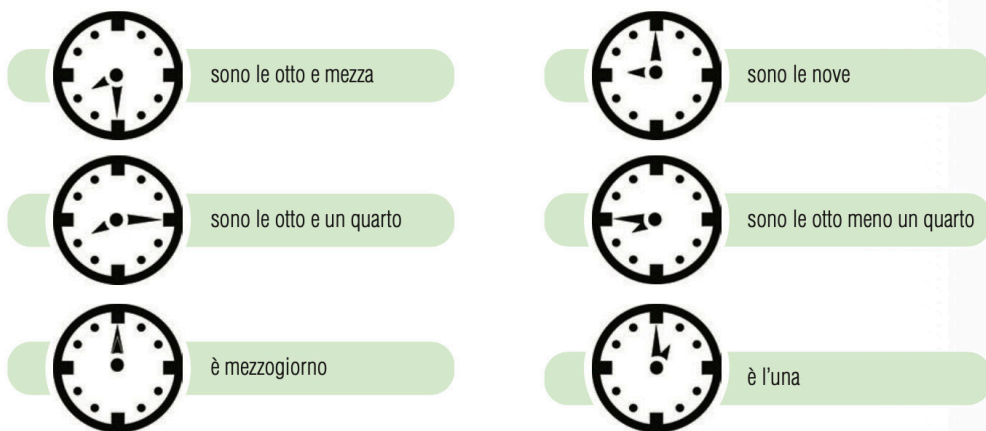 sono le otto e mezza
sono le nove
sono le otto e un quarto
sono le otto meno un quarto
è mezzogiorno
è l'una